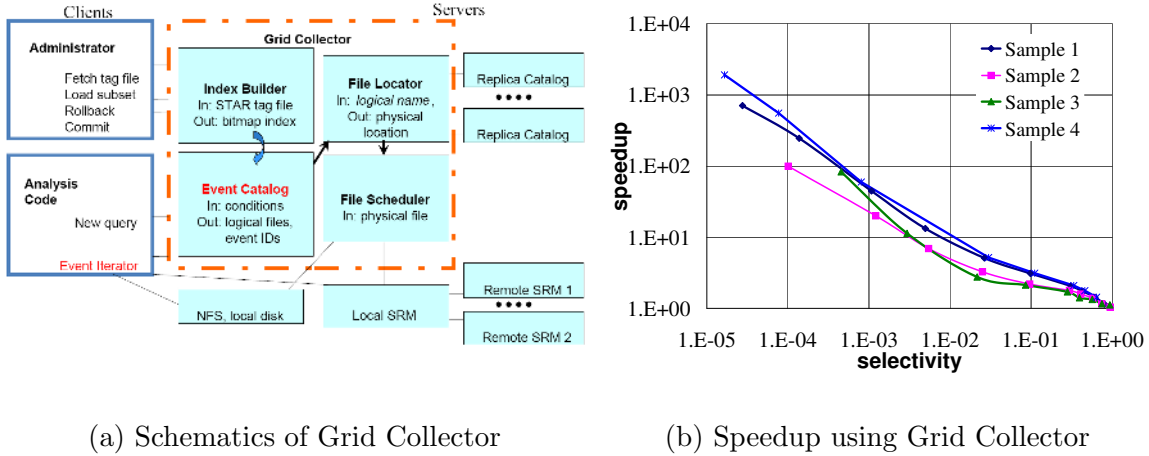 Clients
Servers
Administrator
Fetch tag file
Load subset
Rollback
Commit
Grid Collector
Index Builder
In: STAR tag file
Out: bitmap index
File Locator
In: logical name,
Out: physical
location
Replica Catalog
Replica Catalog
Analysis
Code
New query
Event Iterator
Event Catalog
In: conditions
Out: logical files,
event IDs
File Scheduler
In: physical file
NFS, local disk
Local SRM
Remote SRM 1
Remote SRM 2
(a) Schematics of Grid Collector
speedup
1.E+04
1.E+03
1.E+02
1.E+01
1.E+00
Sample 1
Sample 2
Sample 3
Sample 4
1.E-05 1.E-04 1.E-03 1.E-02 1.E-01 1.E+00
selectivity
(b) Speedup using Grid Collector